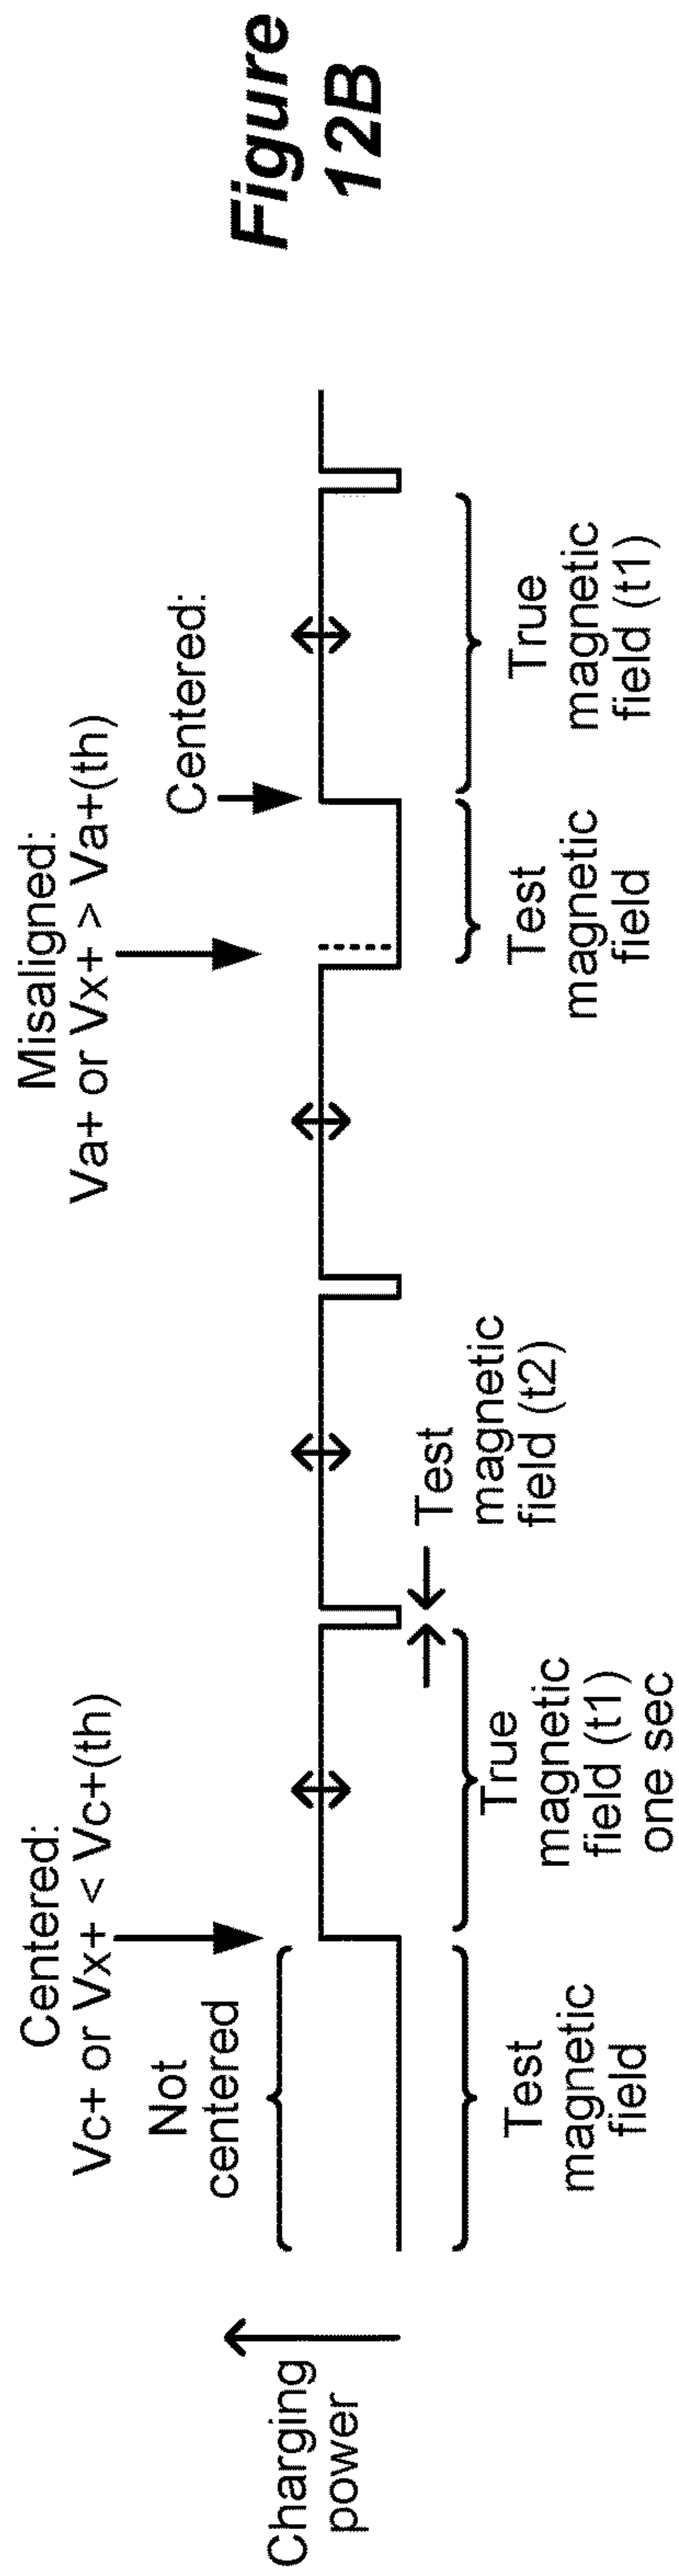 Charging
power
Centered:
Vc+ or Vx+ < Vc+(th)
Not
centered
Test
magnetic
field
True
magnetic
field (t1)
one sec
Test
magnetic
field (t2)
Misaligned:
Va+ or Vx+ > Va+(th)
Centered:
Test
magnetic
field
True
magnetic
field (t1)
Figure
12B